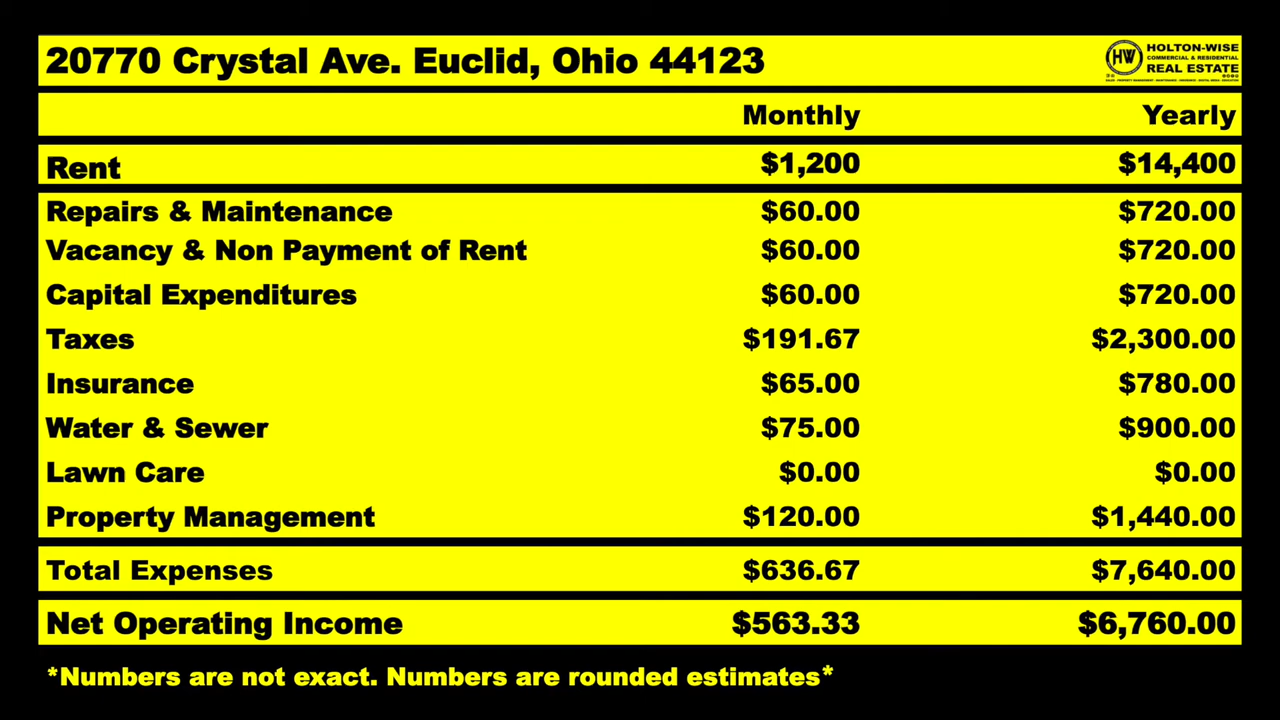 20770 Crystal Ave. Euclid, Ohio 44123
HW HOLTON-WISE
COMMERCIAL & RESIDENTIAL
REAL ESTATE
Monthly Yearly
Rent $1,200 $14,400
Repairs & Maintenance $60.00 $720.00
Vacancy & Non Payment of Rent $60.00 $720.00
Capital Expenditures $60.00 $720.00
Taxes $191.67 $2,300.00
Insurance $65.00 $780.00
Water & Sewer $75.00 $900.00
Lawn Care $0.00 $0.00
Property Management $120.00 $1,440.00
Total Expenses $636.67 $7,640.00
Net Operating Income $563.33 $6,760.00
*Numbers are not exact. Numbers are rounded estimates*